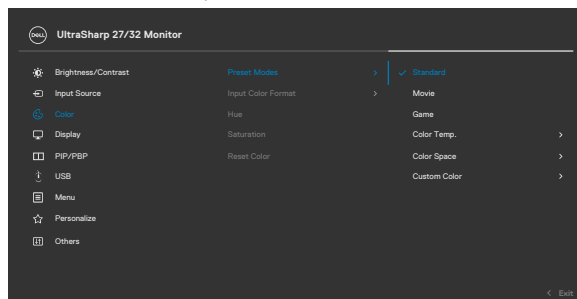 DELL UltraSharp 27/32 Monitor
Brightness/Contrast Preset Modes > ✓ Standard
Input Source Input Color Format > Movie
Color Hue Game
Display Saturation Color Temp. >
PIP/PBP Reset Color Color Space >
USB Custom Color >
Menu
Personalize
Others
< Exit